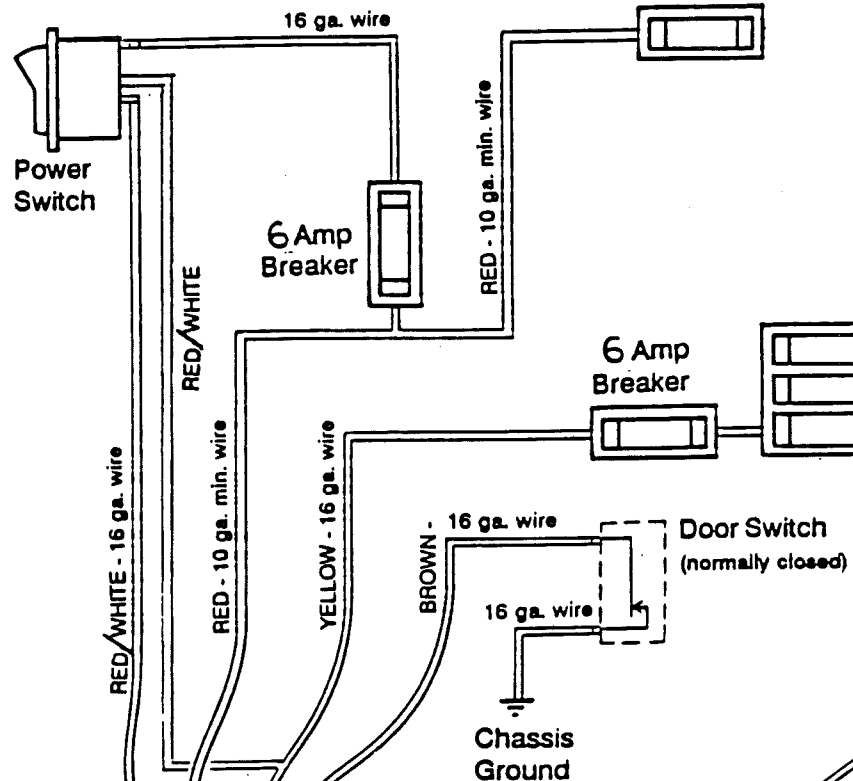 16 ga. wire
Power
Switch
6 Amp
Breaker
RED - 10 ga. min. wire
RED/WHITE
6 Amp
Breaker
RED/WHITE - 16 ga. wire
RED - 10 ga. min. wire
YELLOW - 16 ga. wire
BROWN -
16 ga. wire
Door Switch
(normally closed)
16 ga. wire
Chassis
Ground